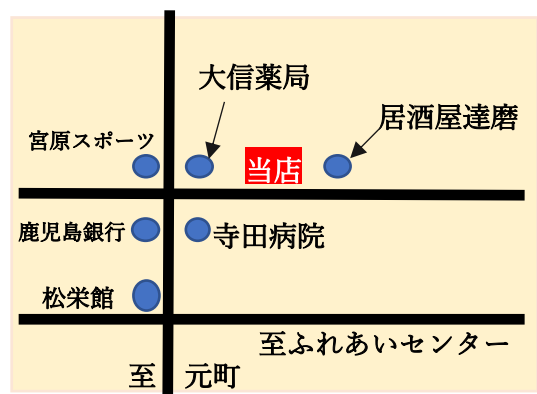 大信薬局
居酒屋達磨
宮原スポーツ
当店
鹿児島銀行
寺田病院
松栄館
至ふれあいセンター
至 元町